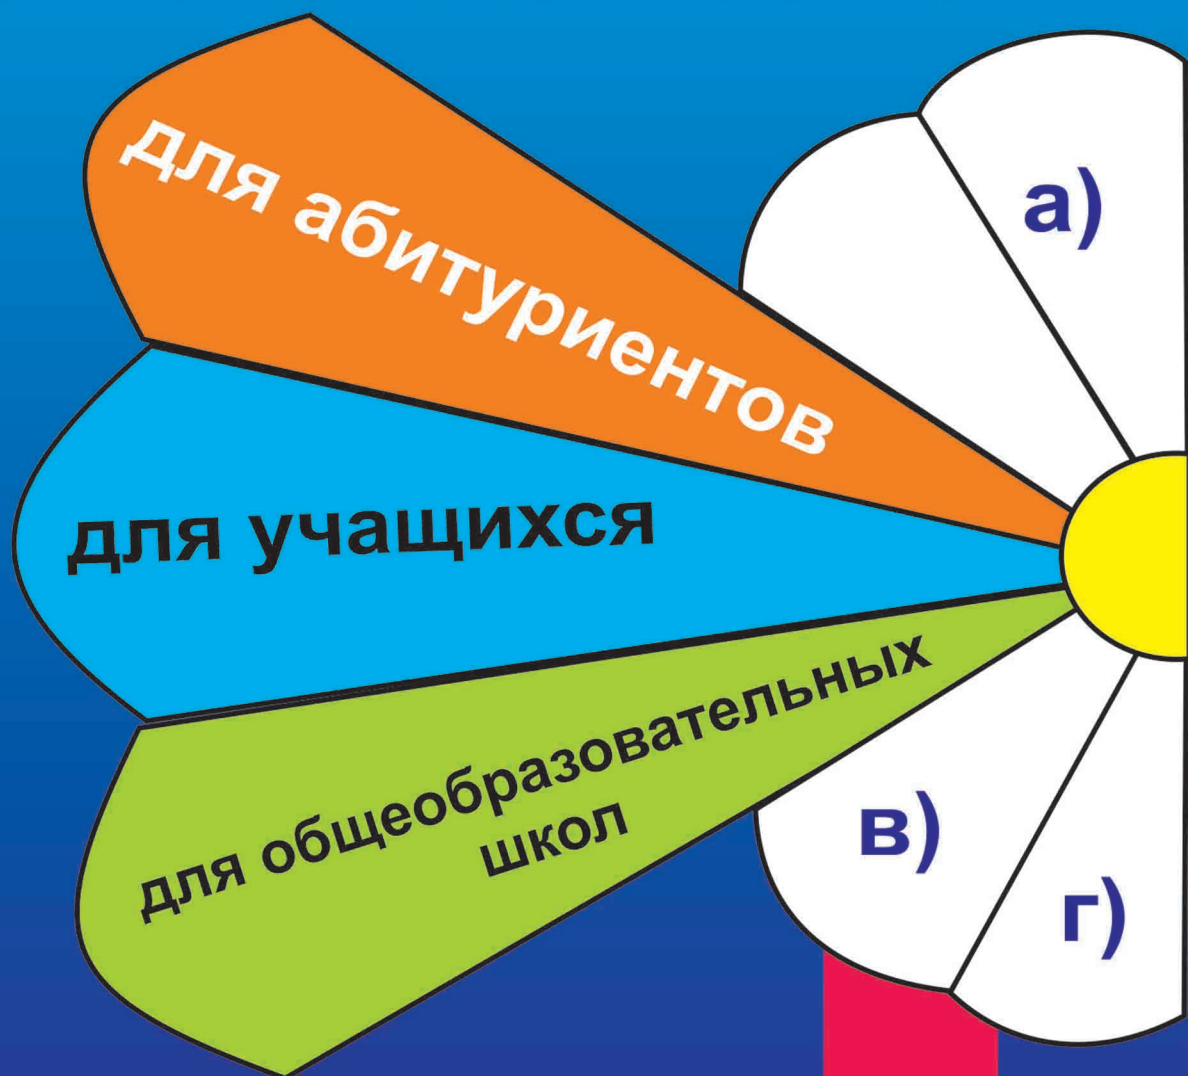 для абитуриентов
а)
для учащихся
для общеобразовательных
школ
в)
г)